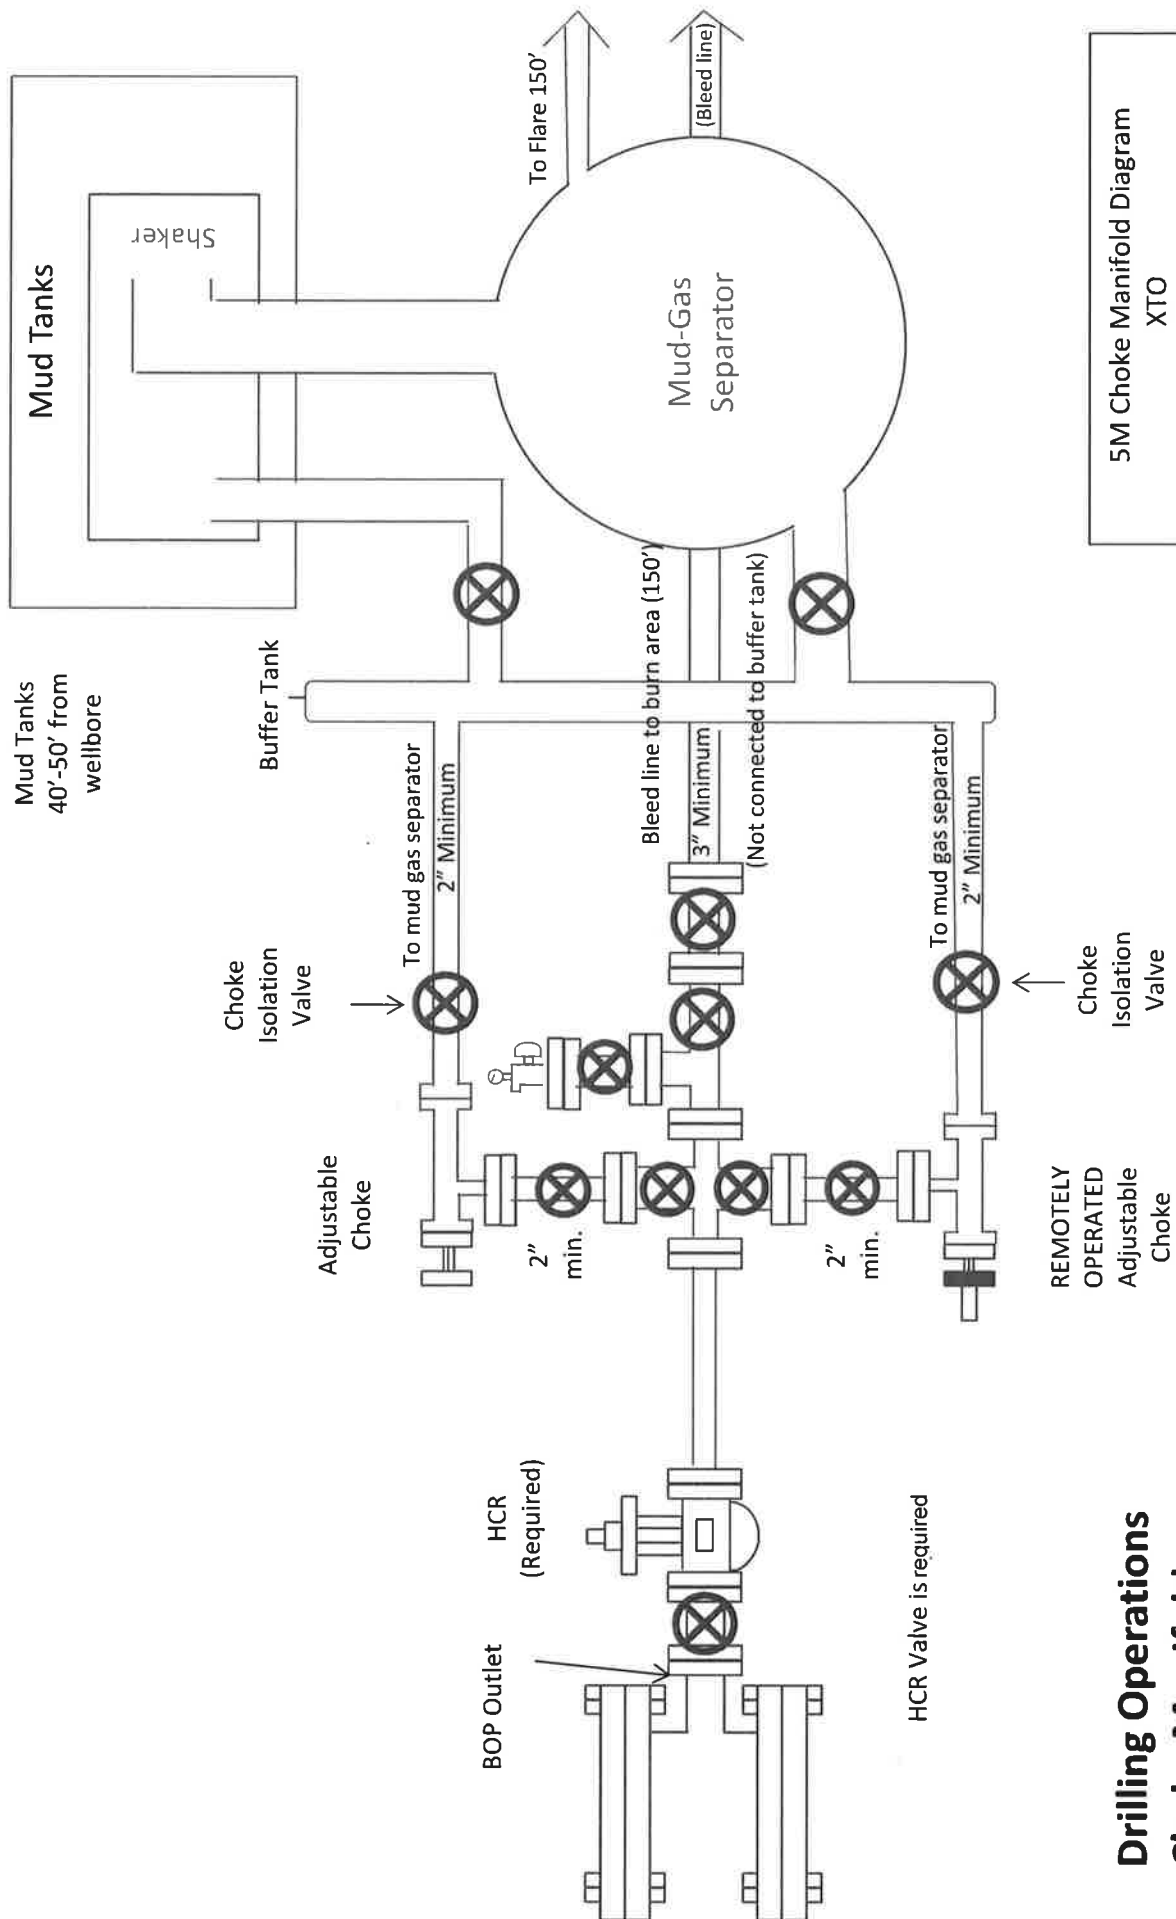 Mud Tanks
40'-50' from
wellbore
Mud Tanks
Shaker
Buffer Tank
To Flare 150'
(Bleed line)
Mud-Gas
Separator
Choke
Isolation
Valve
To mud gas separator
2" Minimum
Bleed line to burn area (150')
3" Minimum
(Not connected to buffer tank)
To mud gas separator
2" Minimum
Choke
Isolation
Valve
Adjustable
Choke
2"
min.
2"
min.
REMOTELY
OPERATED
Adjustable
Choke
HCR
(Required)
BOP Outlet
HCR Valve is required
Drilling Operations
5M Choke Manifold Diagram
XTO